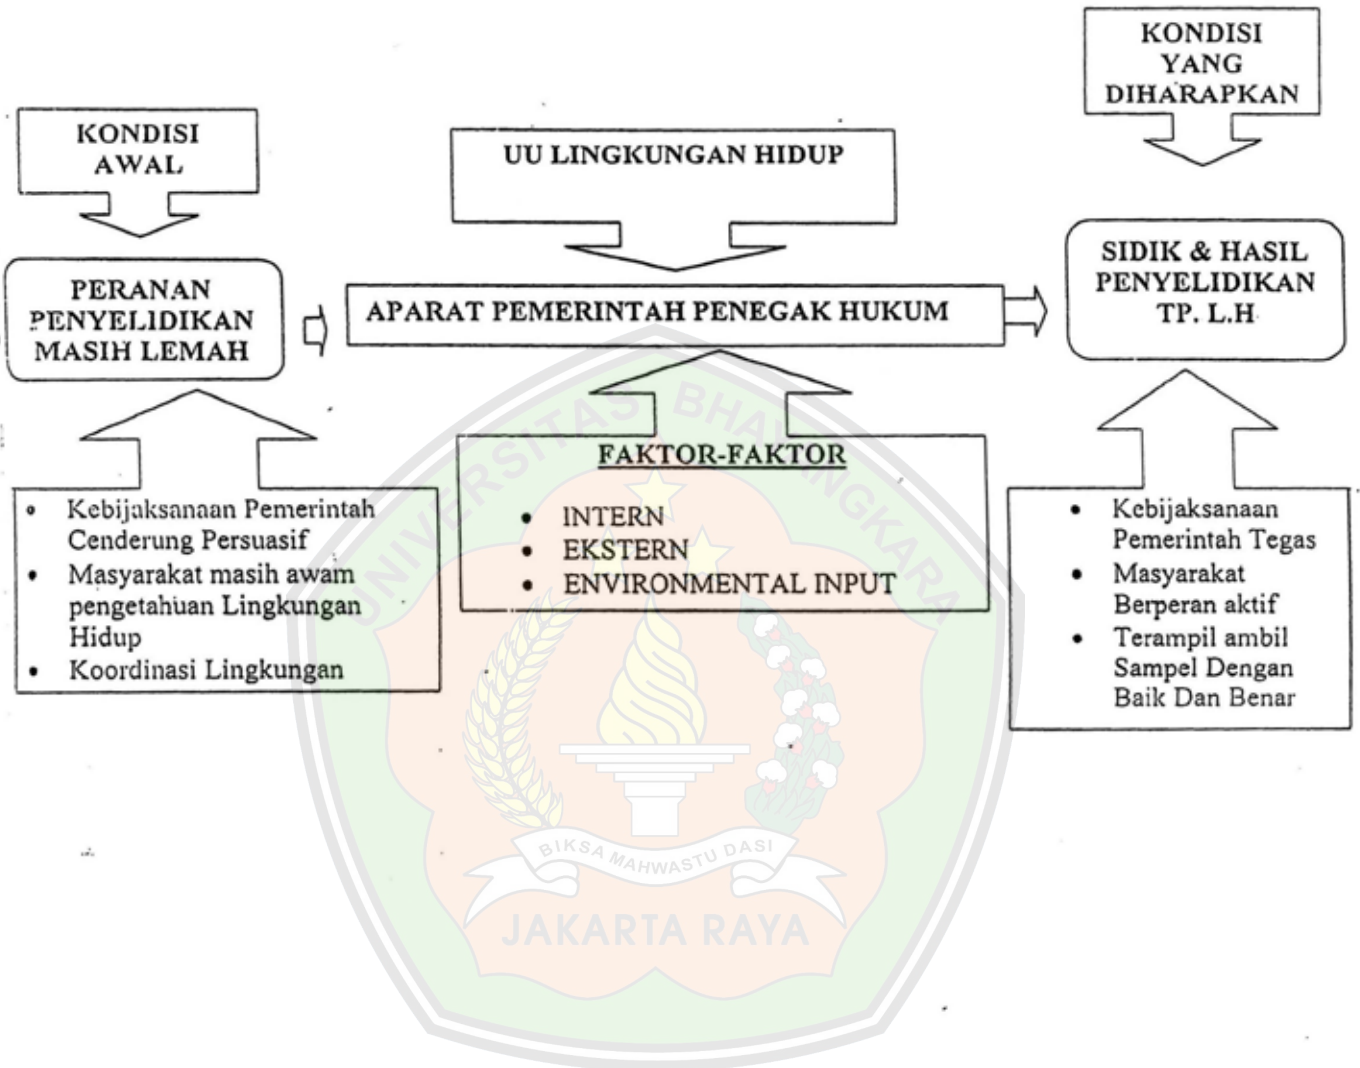 KONDISI
AWAL
UU LINGKUNGAN HIDUP
KONDISI
YANG
DIHARAPKAN
PERANAN
PENYELIDIKAN
MASIH LEMAH
APARAT PEMERINTAH PENEGAK HUKUM
SIDIK & HASIL
PENYELIDIKAN
TP. L.H
• Kebijaksanaan Pemerintah
Cenderung Persuasif
• Masyarakat masih awam
pengetahuan Lingkungan
Hidup
• Koordinasi Lingkungan
FAKTOR-FAKTOR
• INTERN
• EKSTERN
• ENVIRONMENTAL INPUT
• Kebijaksanaan
Pemerintah Tegas
• Masyarakat
Berperan aktif
• Terampil ambil
Sampel Dengan
Baik Dan Benar
UNIVERSITAS BHAYANGKARA
BIKSA MAHWASTU DASI
JAKARTA RAYA